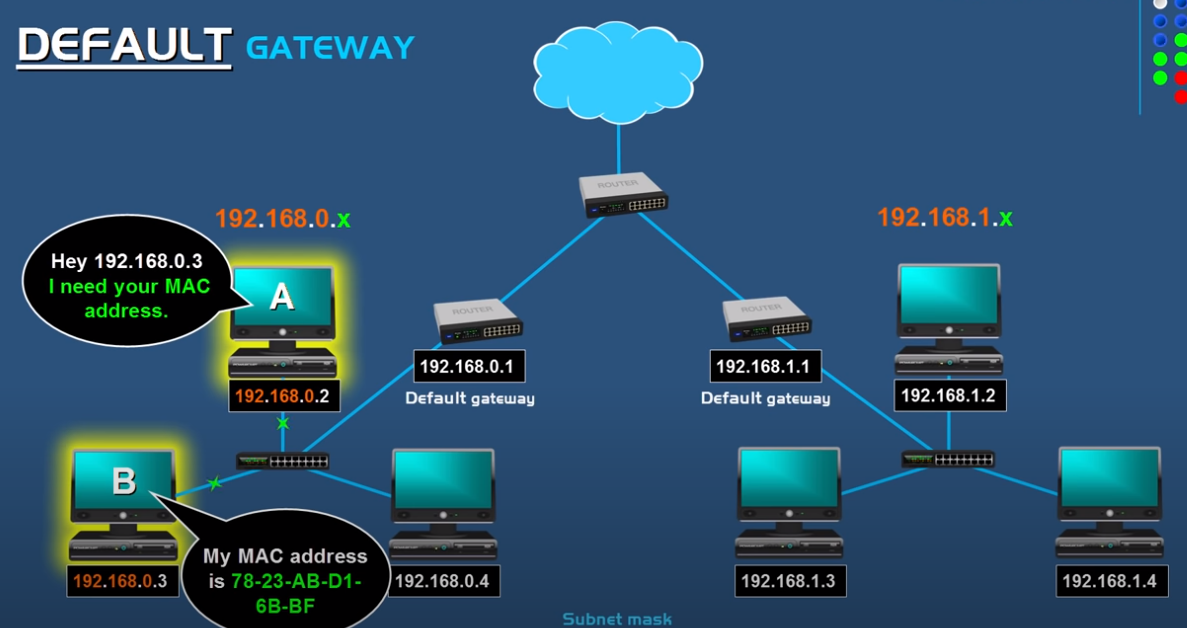 DEFAULT GATEWAY
ROUTER
192.168.0.x
192.168.1.x
Hey 192.168.0.3
I need your MAC
address.
A
ROUTER
ROUTER
192.168.0.1
Default gateway
192.168.1.1
Default gateway
192.168.0.2
192.168.1.2
B
My MAC address
is 78-23-AB-D1-
6B-BF
192.168.0.3
192.168.0.4
192.168.1.3
192.168.1.4
Subnet mask